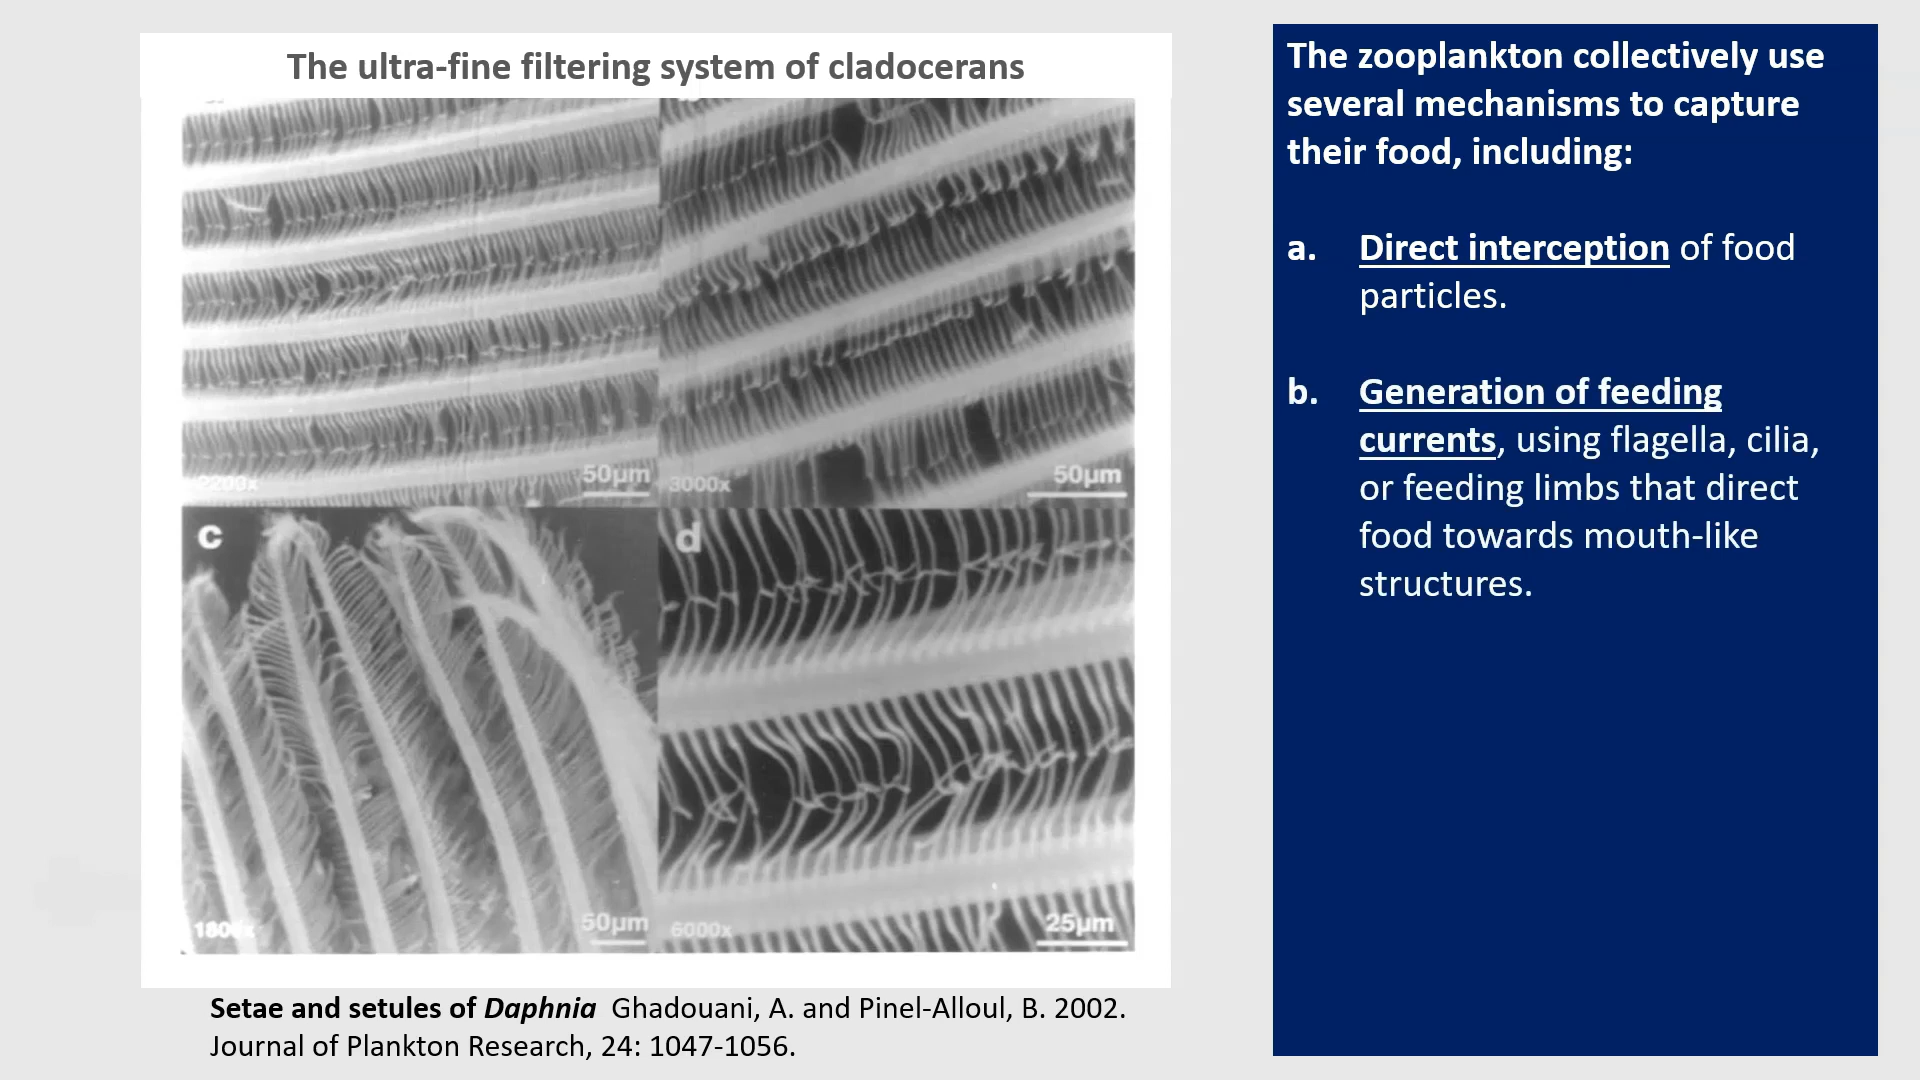 The ultra-fine filtering system of cladocerans
2200x
50µm
3000x
50µm
c
1800x
50µm
d
6000x
25µm
Setae and setules of Daphnia Ghadouani, A. and Pinel-Alloul, B. 2002.
Journal of Plankton Research, 24: 1047-1056.
The zooplankton collectively use
several mechanisms to capture
their food, including:
a. Direct interception of food
particles.
b. Generation of feeding
currents, using flagella, cilia,
or feeding limbs that direct
food towards mouth-like
structures.